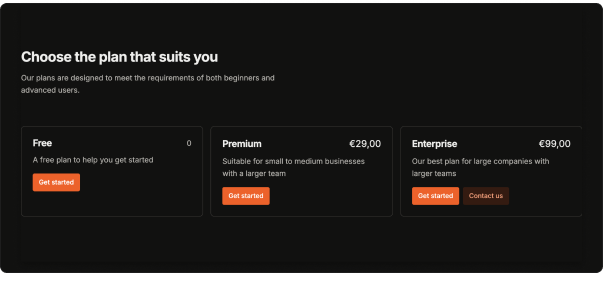 Choose the plan that suits you
Our plans are designed to meet the requirements of both beginners and
advanced users.
Free
0
A free plan to help you get started
Get started
Premium
€29,00
Suitable for small to medium businesses
with a larger team
Get started
Enterprise
€99,00
Our best plan for large companies with
larger teams
Get started
Contact us